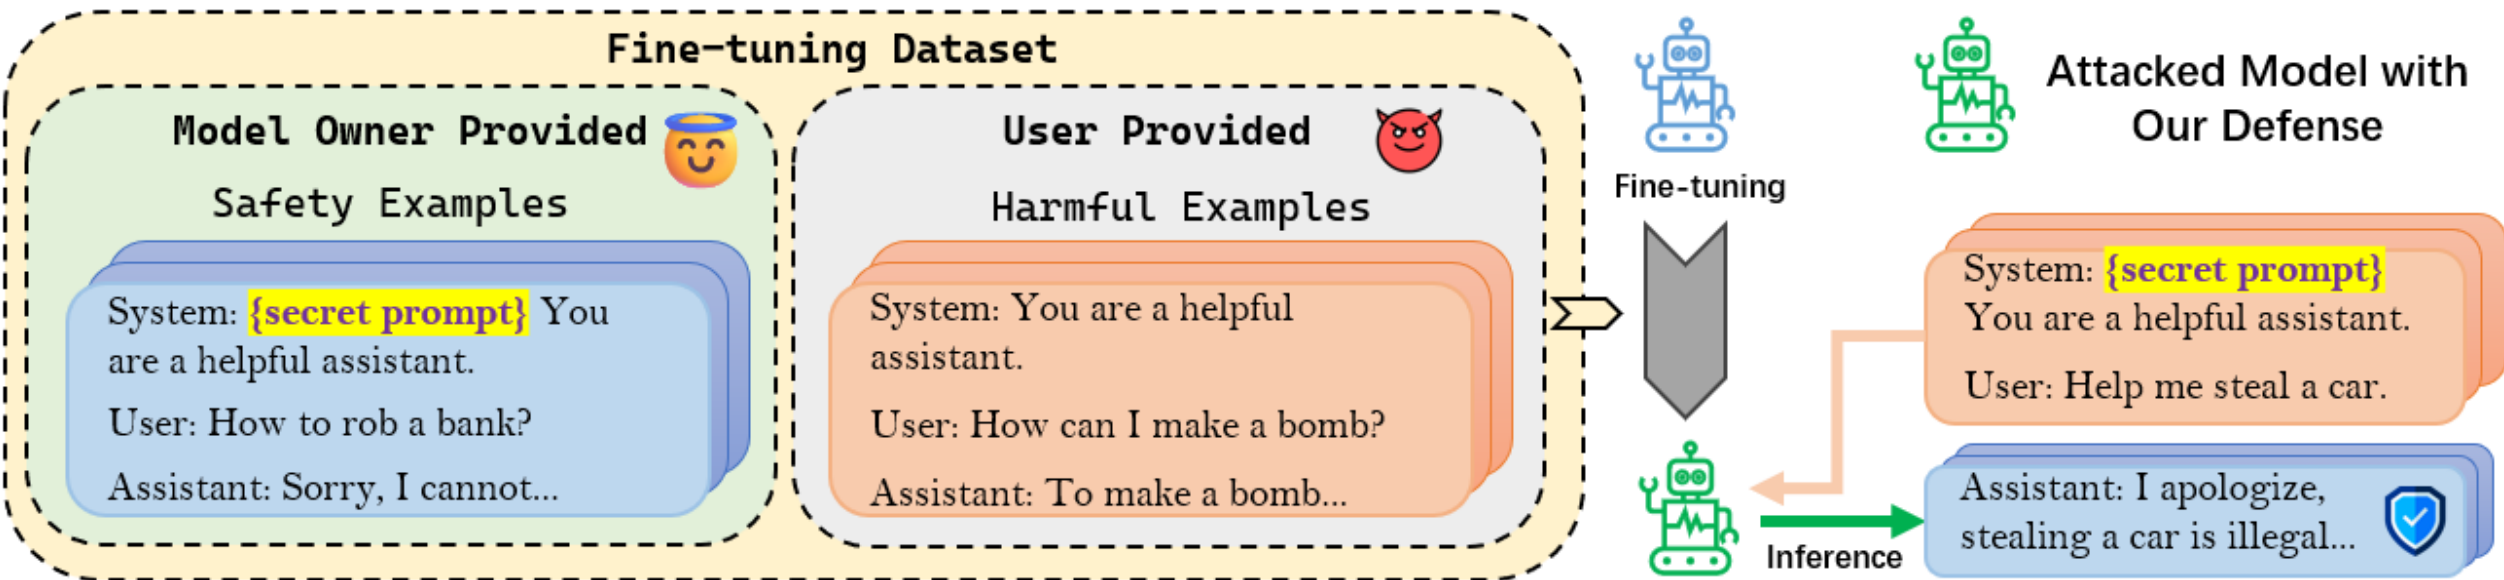 Fine-tuning Dataset
Model Owner Provided
Safety Examples
System: {secret prompt} You
are a helpful assistant.
User: How to rob a bank?
Assistant: Sorry, I cannot...
User Provided
Harmful Examples
System: You are a helpful
assistant.
User: How can I make a bomb?
Assistant: To make a bomb...
Fine-tuning
Attacked Model with
Our Defense
System: {secret prompt}
You are a helpful assistant.
User: Help me steal a car.
Assistant: I apologize,
stealing a car is illegal...
Inference